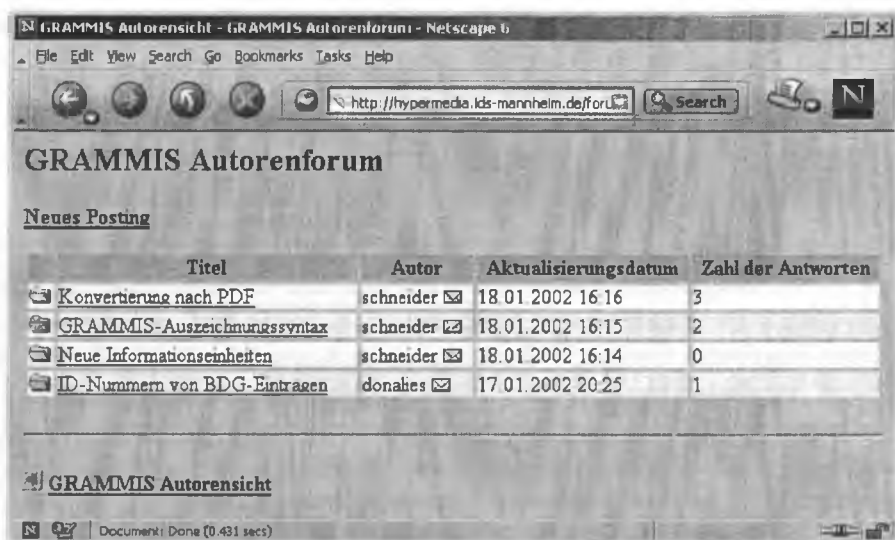 GRAMMIS Autorensicht - GRAMMIS Autorenforum - Netscape 6
File Edit View Search Go Bookmarks Tasks Help
http://hypermedia.ids-mannheim.de/foru Search N
GRAMMIS Autorenforum
Neues Posting
Titel Autor Aktualisierungsdatum Zahl der Antworten
Konvertierung nach PDF schneider 18.01.2002 16:16 3
GRAMMIS-Auszeichnungssyntax schneider 18.01.2002 16:15 2
Neue Informationseinheiten schneider 18.01.2002 16:14 0
ID-Nummern von BDG-Einträgen donalies 17.01.2002 20:25 1
GRAMMIS Autorensicht
Document: Done (0.431 secs)